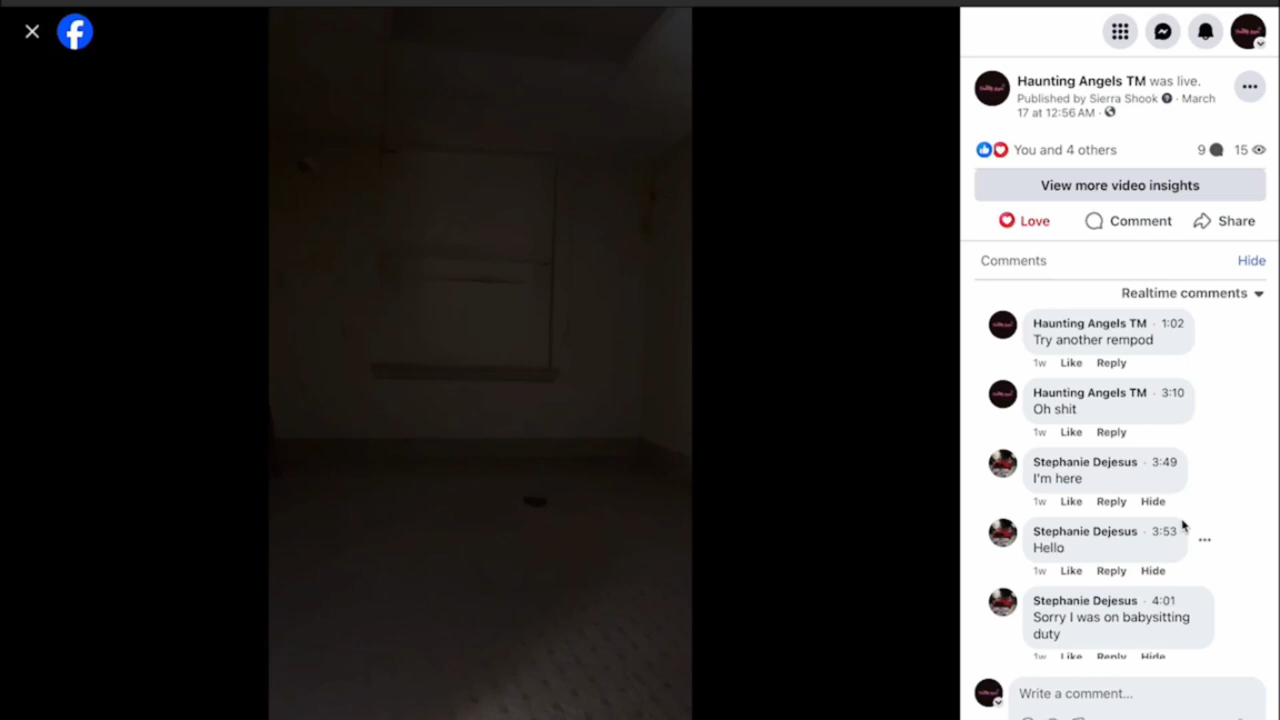 Haunting Angels TM was live.
Published by Sierra Shook · March
17 at 12:56 AM ·
You and 4 others
9
15
View more video insights
Love
Comment
Share
Comments
Hide
Realtime comments
Haunting Angels TM · 1:02
Try another rempod
1w Like Reply
Haunting Angels TM · 3:10
Oh shit
1w Like Reply
Stephanie Dejesus · 3:49
I'm here
1w Like Reply Hide
Stephanie Dejesus · 3:53
Hello
1w Like Reply Hide
Stephanie Dejesus · 4:01
Sorry I was on babysitting
duty
1w Like Reply Hide
Write a comment...